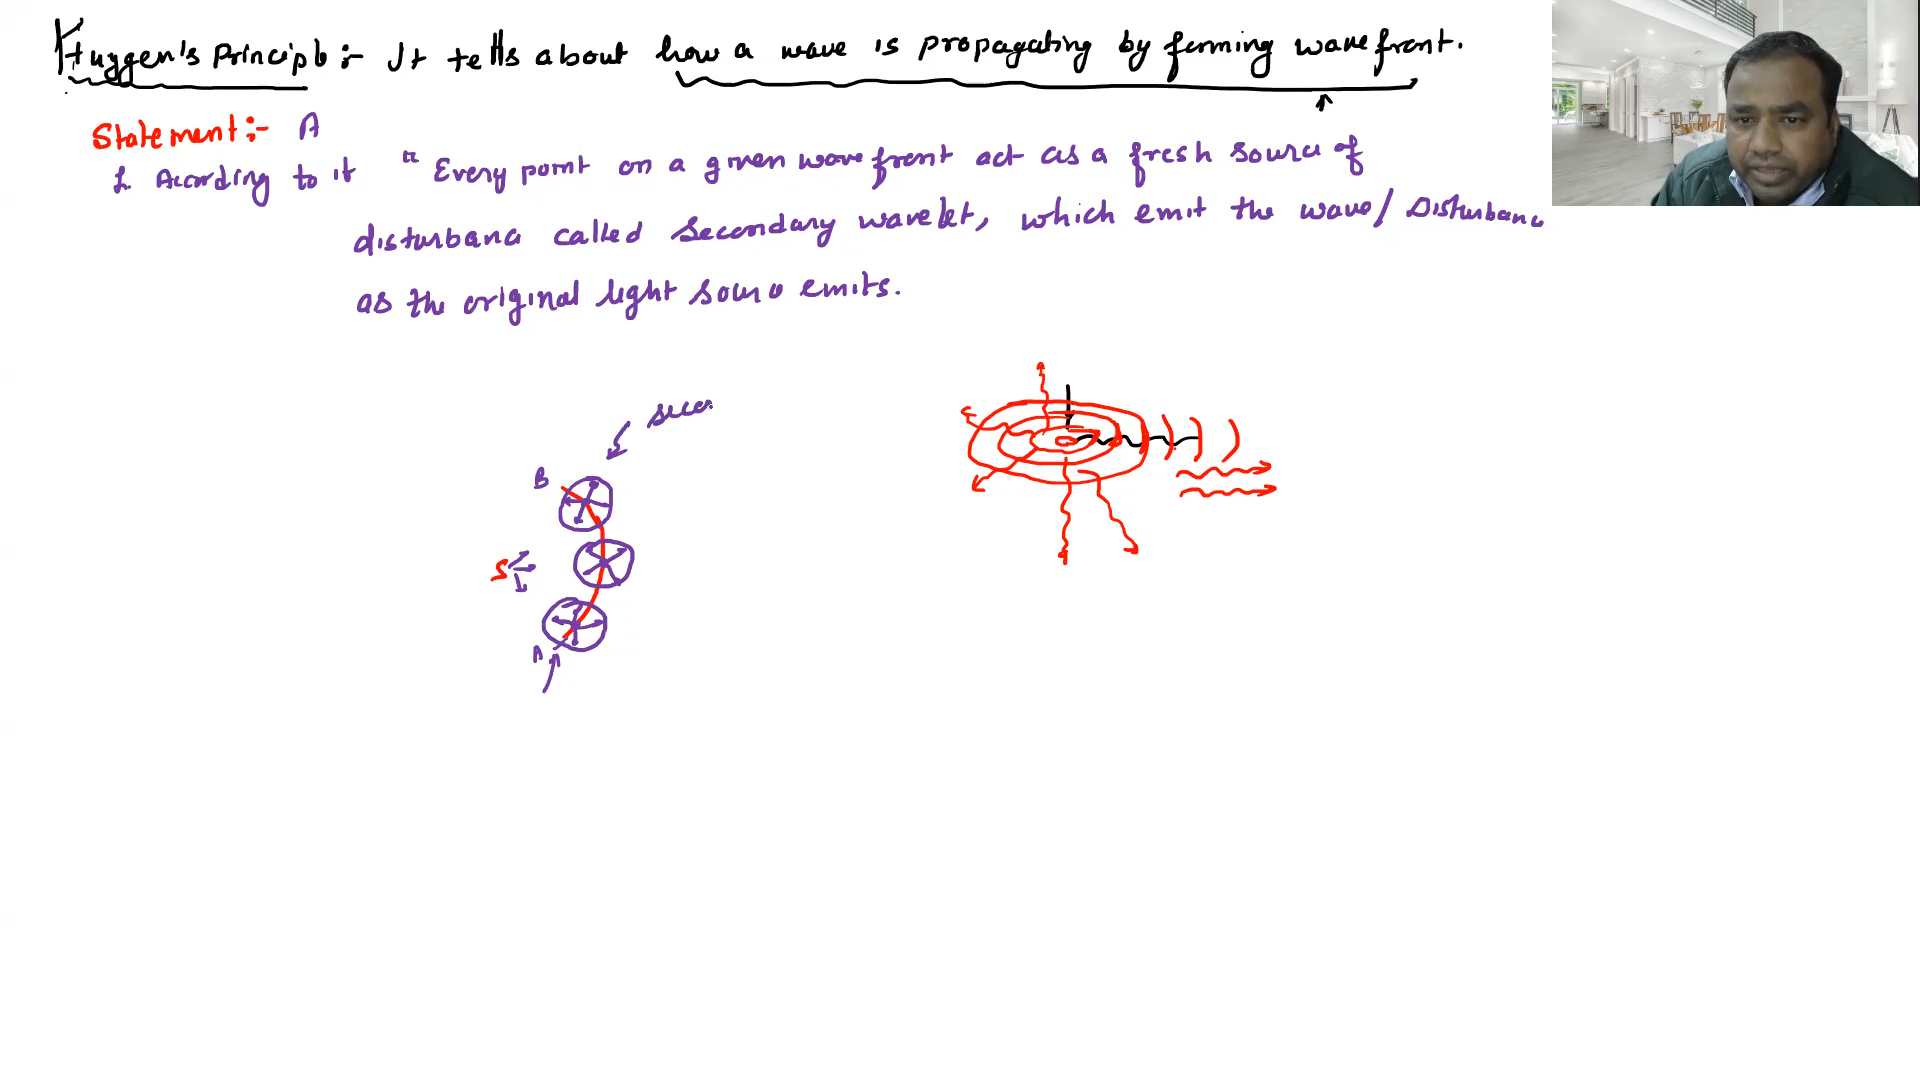 Huygen's Principle :- It tells about how a wave is propagating by forming wavefront.
Statement :- A
1. According to it "Every point on a given wavefront act as a fresh source of
disturbance called secondary wavelet, which emit the wave/Disturbance
as the original light source emits.
seco
B
S
A